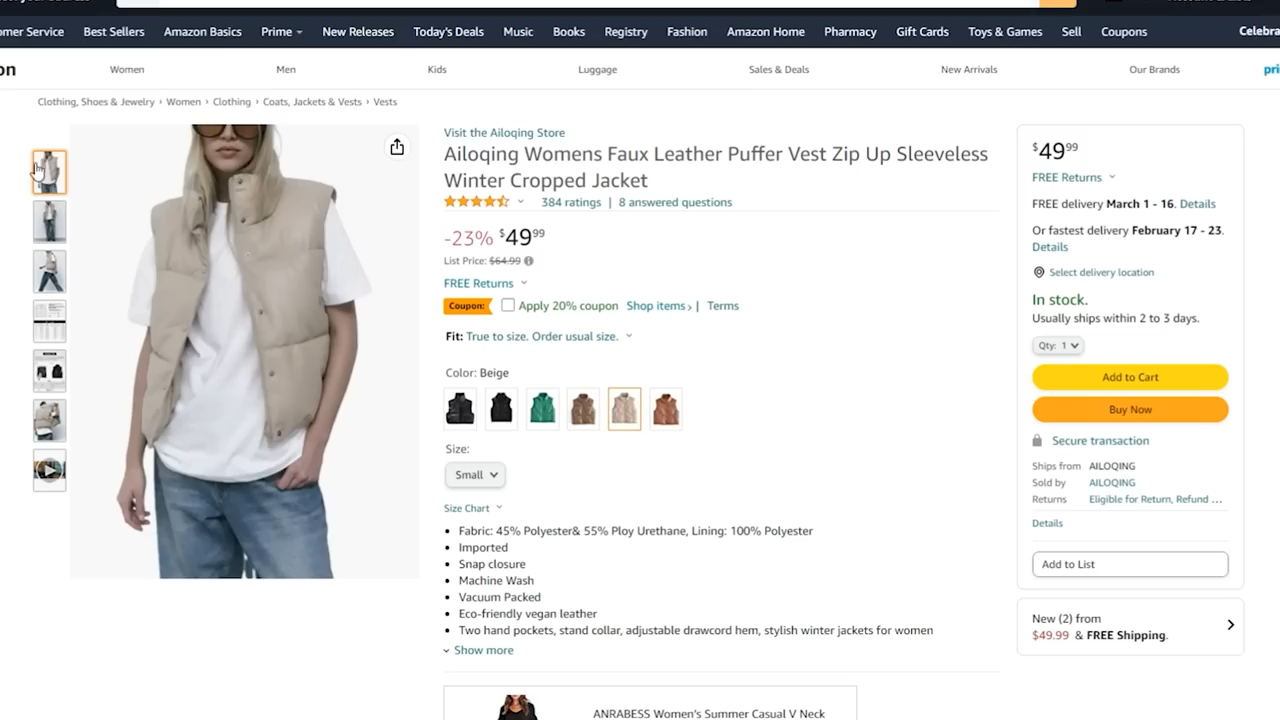 omer Service Best Sellers Amazon Basics Prime New Releases Today's Deals Music Books Registry Fashion Amazon Home Pharmacy Gift Cards Toys & Games Sell Coupons Celebra
on Women Men Kids Luggage Sales & Deals New Arrivals Our Brands pri
Clothing, Shoes & Jewelry › Women › Clothing › Coats, Jackets & Vests › Vests
Visit the Ailoqing Store
Ailoqing Womens Faux Leather Puffer Vest Zip Up Sleeveless
Winter Cropped Jacket
384 ratings | 8 answered questions
-23% $49 99
List Price: $64.99
FREE Returns
Coupon: Apply 20% coupon Shop items › | Terms
Fit: True to size. Order usual size.
Color: Beige
Size:
Small
Size Chart
• Fabric: 45% Polyester& 55% Ploy Urethane, Lining: 100% Polyester
• Imported
• Snap closure
• Machine Wash
• Vacuum Packed
• Eco-friendly vegan leather
• Two hand pockets, stand collar, adjustable drawcord hem, stylish winter jackets for women
Show more
ANRABESS Women's Summer Casual V Neck
$49 99
FREE Returns
FREE delivery March 1 - 16. Details
Or fastest delivery February 17 - 23.
Details
Select delivery location
In stock.
Usually ships within 2 to 3 days.
Qty: 1
Add to Cart
Buy Now
Secure transaction
Ships from AILOQING
Sold by AILOQING
Returns Eligible for Return, Refund ...
Details
Add to List
New (2) from
$49.99 & FREE Shipping.